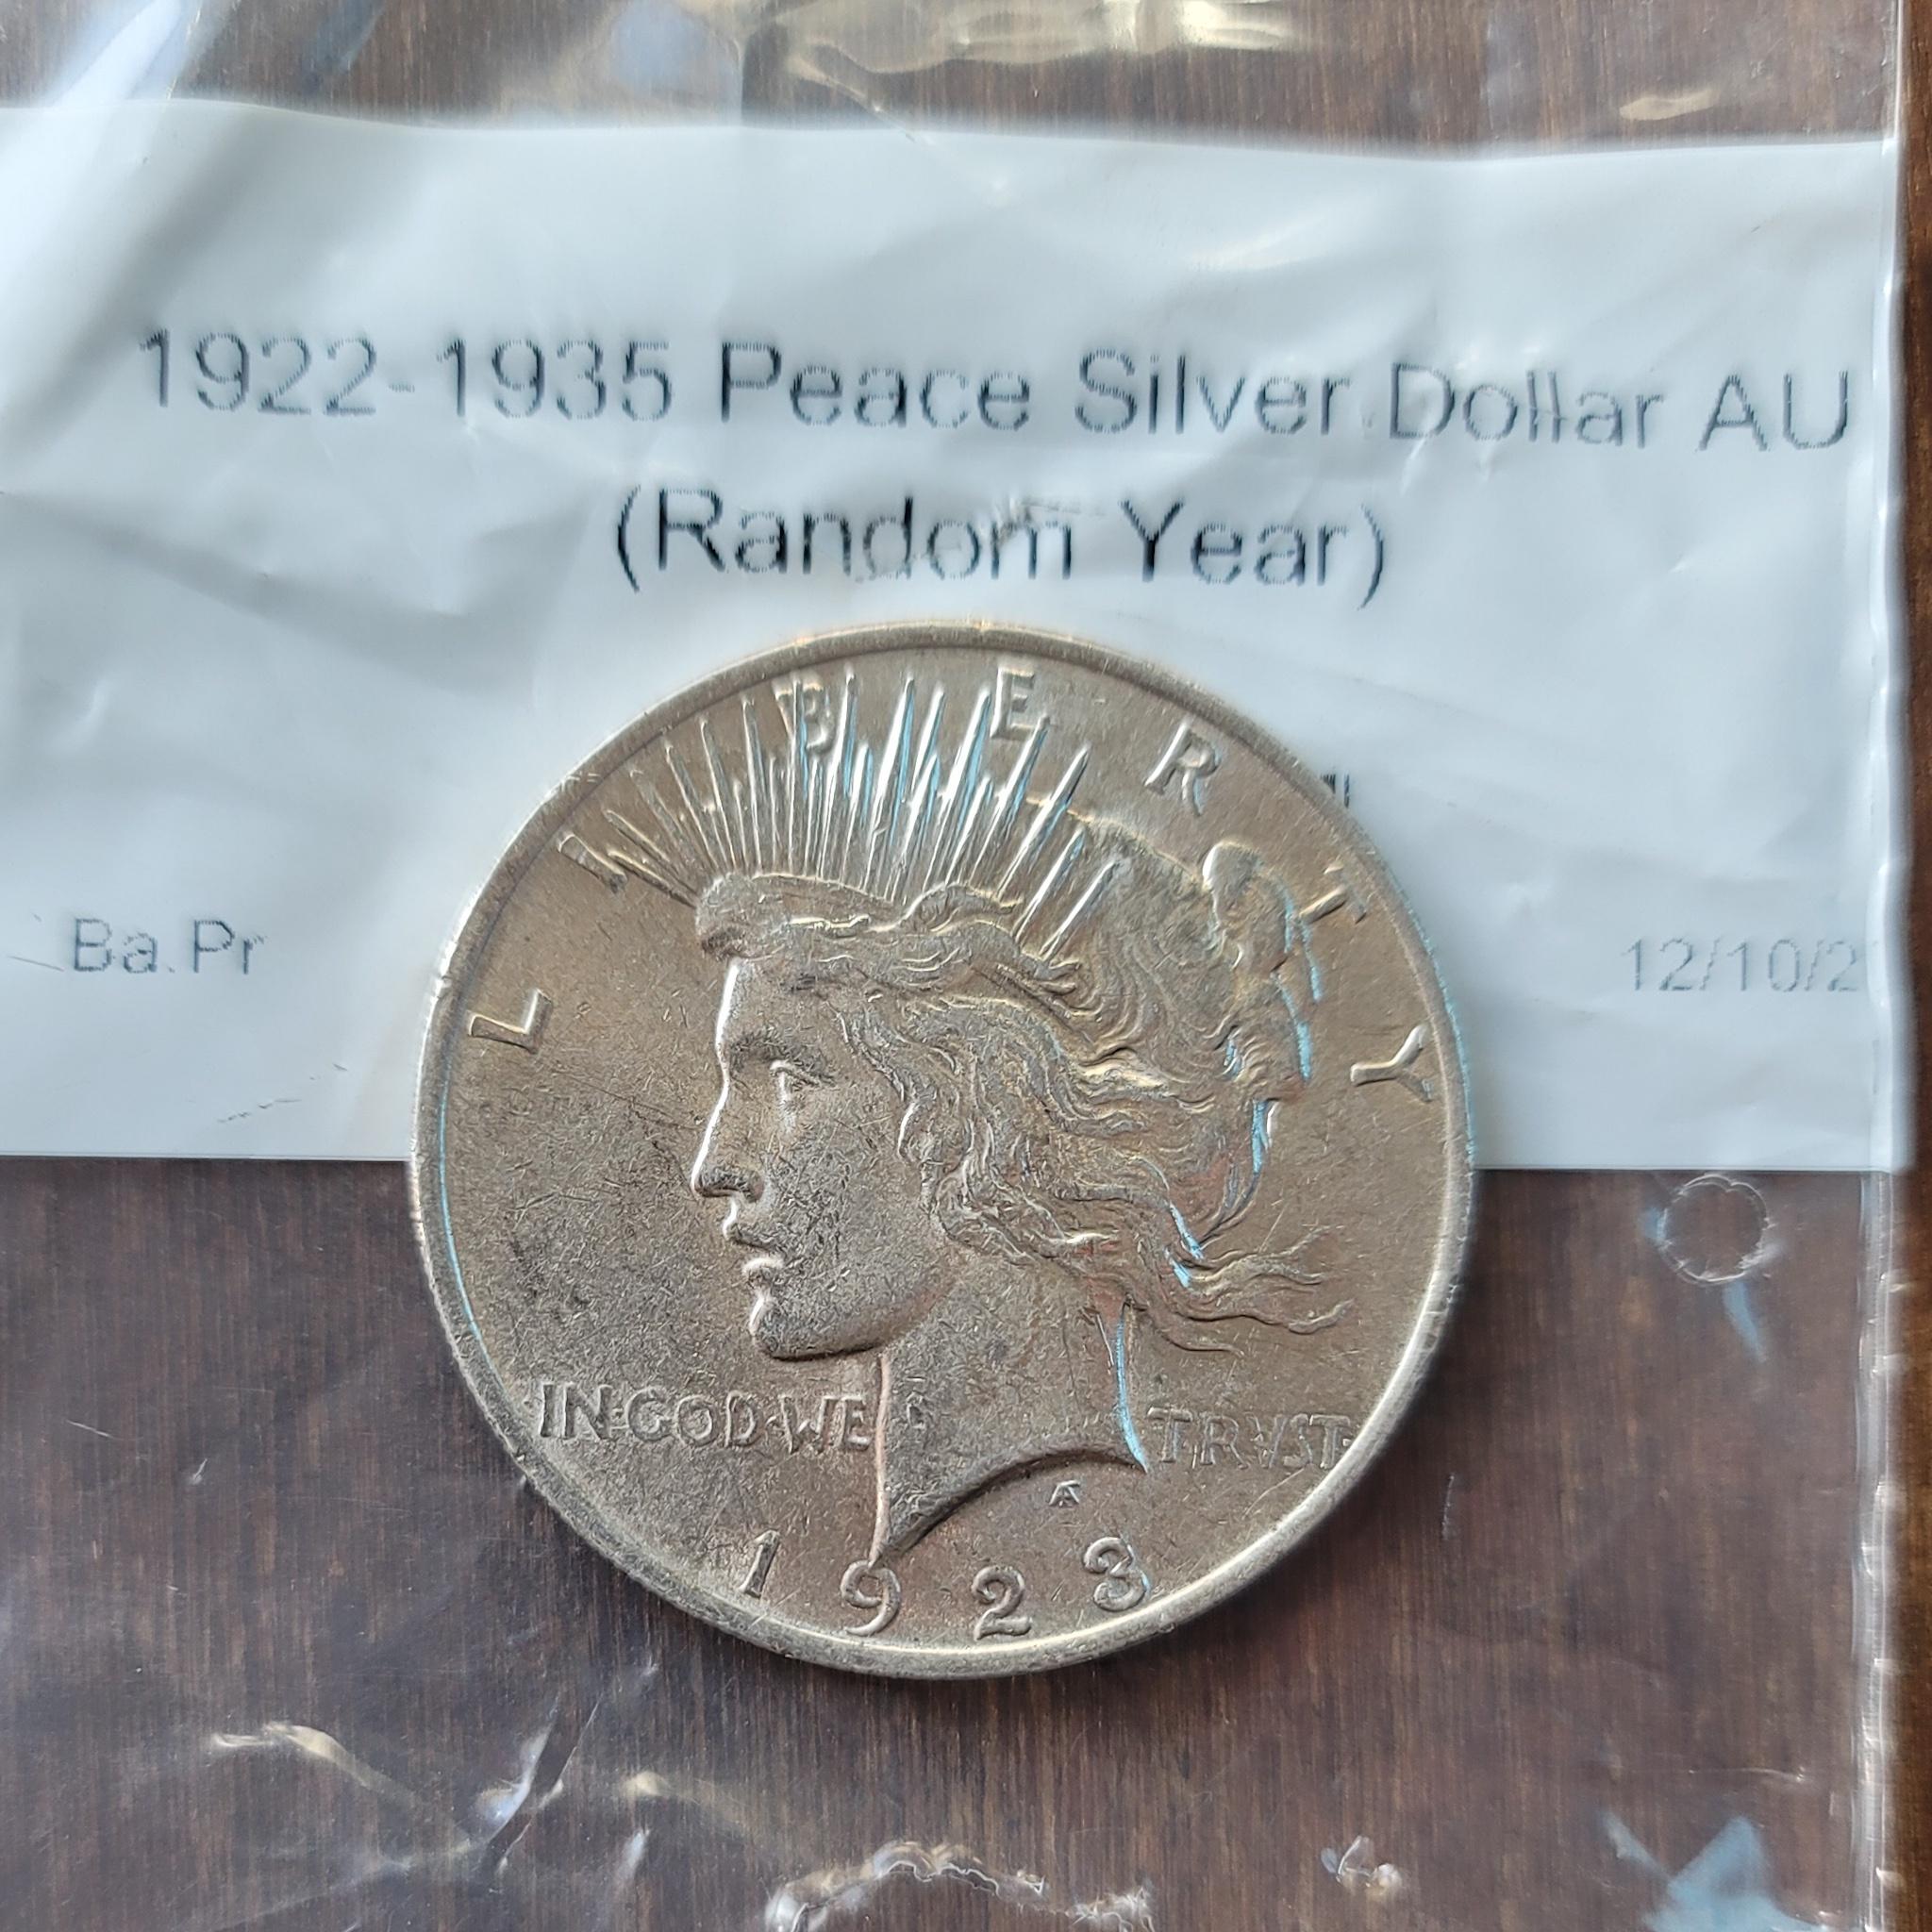 1922-1935 Peace Silver Dollar AU
(Random Year)
Ba.Pr
12/10/2
LIBERTY
IN·GOD·WE TRVST·
1923